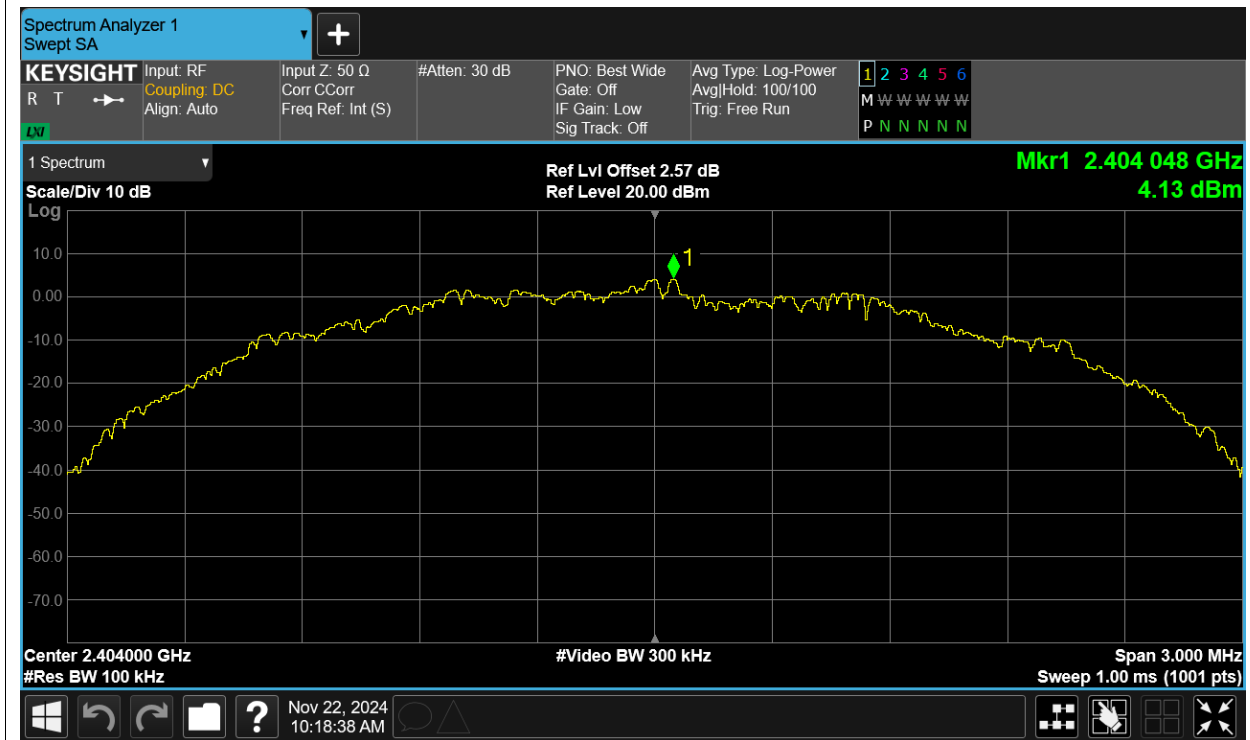 Spectrum Analyzer 1
Swept SA
KEYSIGHT
R T
LXI
Input: RF
Coupling: DC
Align: Auto
Input Z: 50 Ω
Corr CCorr
Freq Ref: Int (S)
#Atten: 30 dB
PNO: Best Wide
Gate: Off
IF Gain: Low
Sig Track: Off
Avg Type: Log-Power
Avg|Hold: 100/100
Trig: Free Run
1 2 3 4 5 6
M W W W W W
P N N N N N
1 Spectrum
Scale/Div 10 dB
Log
Ref Lvl Offset 2.57 dB
Ref Level 20.00 dBm
Mkr1 2.404 048 GHz
4.13 dBm
1
10.0
0.00
-10.0
-20.0
-30.0
-40.0
-50.0
-60.0
-70.0
Center 2.404000 GHz
#Res BW 100 kHz
#Video BW 300 kHz
Span 3.000 MHz
Sweep 1.00 ms (1001 pts)
?
Nov 22, 2024
10:18:38 AM